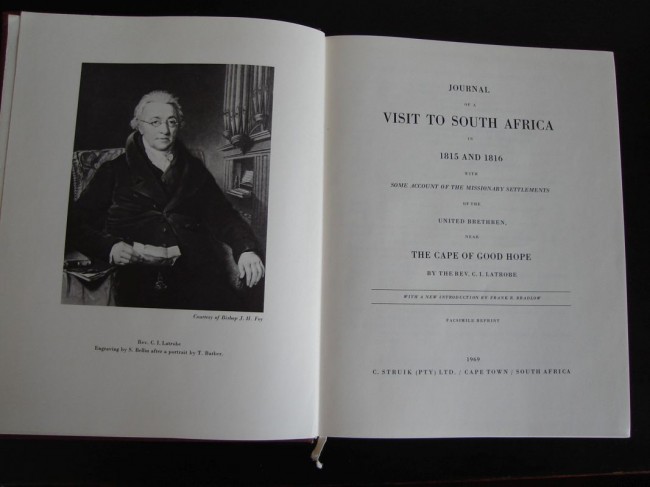 Courtesy of Bishop J. H. Foy
Rev. C. I. Latrobe
Engraving by S. Bellin after a portrait by T. Barber.
JOURNAL
OF A
VISIT TO SOUTH AFRICA
IN
1815 AND 1816
WITH
SOME ACCOUNT OF THE MISSIONARY SETTLEMENTS
OF THE
UNITED BRETHREN,
NEAR
THE CAPE OF GOOD HOPE
BY THE REV. C·I. LATROBE
WITH A NEW INTRODUCTION BY FRANK R. BRADLOW
FACSIMILE REPRINT
1969
C. STRUIK (PTY) LTD. / CAPE TOWN / SOUTH AFRICA